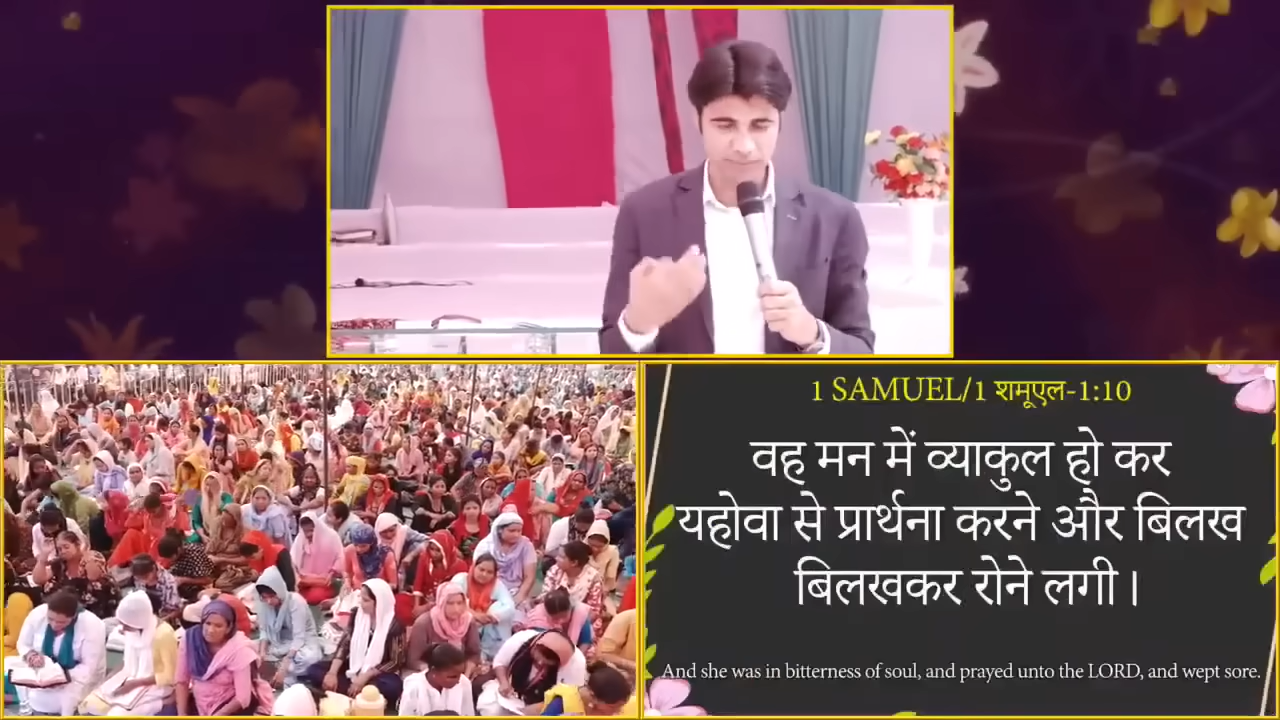 1 SAMUEL/1 शमूएल-1:10
वह मन में व्याकुल हो कर
यहोवा से प्रार्थना करने और बिलख
बिलखकर रोने लगी।
And she was in bitterness of soul, and prayed unto the LORD, and wept sore.